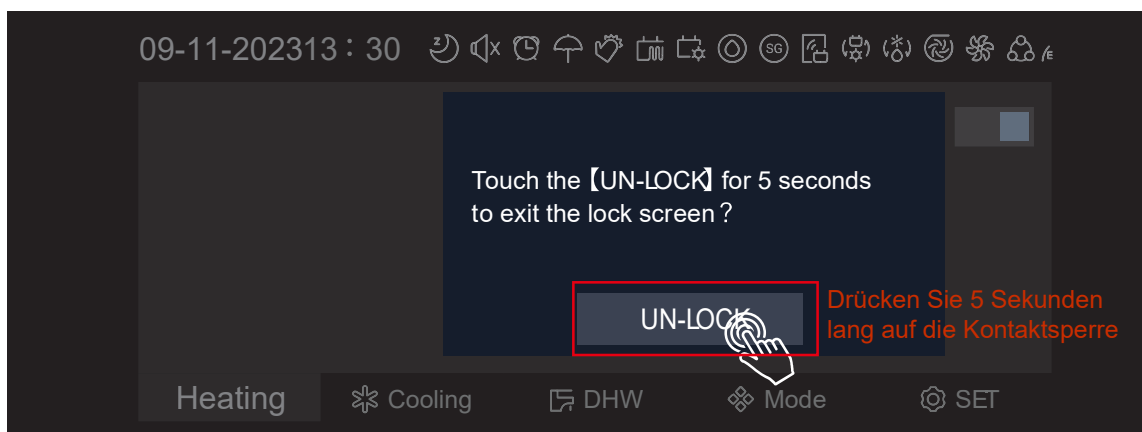 09-11-202313：30
SG
Touch the【UN-LOCK】for 5 seconds
to exit the lock screen？
UN-LOCK
Drücken Sie 5 Sekunden
lang auf die Kontaktsperre
Heating Cooling DHW Mode SET